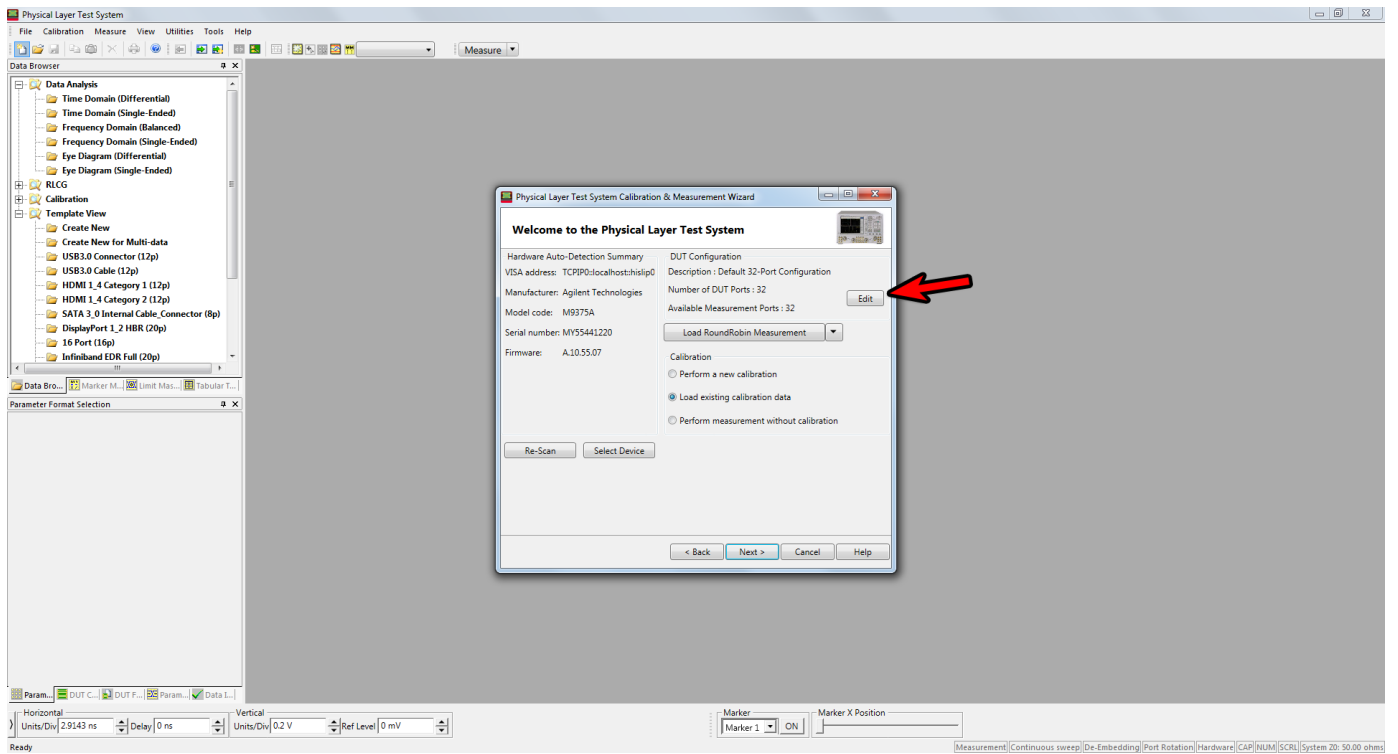 Physical Layer Test System
File Calibration Measure View Utilities Tools Help
Measure
Data Browser
Data Analysis
Time Domain (Differential)
Time Domain (Single-Ended)
Frequency Domain (Balanced)
Frequency Domain (Single-Ended)
Eye Diagram (Differential)
Eye Diagram (Single-Ended)
RLCG
Calibration
Template View
Create New
Create New for Multi-data
USB3.0 Connector (12p)
USB3.0 Cable (12p)
HDMI 1_4 Category 1 (12p)
HDMI 1_4 Category 2 (12p)
SATA 3_0 Internal Cable_Connector (8p)
DisplayPort 1_2 HBR (20p)
16 Port (16p)
Infiniband EDR Full (20p)
Data Bro... Marker M... Limit Mas... Tabular T...
Parameter Format Selection
Physical Layer Test System Calibration & Measurement Wizard
Welcome to the Physical Layer Test System
Hardware Auto-Detection Summary
VISA address: TCPIP0::localhost::hislip0
Manufacturer: Agilent Technologies
Model code: M9375A
Serial number: MY55441220
Firmware: A.10.55.07
Re-Scan Select Device
DUT Configuration
Description : Default 32-Port Configuration
Number of DUT Ports : 32
Edit
Available Measurement Ports : 32
Load RoundRobin Measurement
Calibration
Perform a new calibration
Load existing calibration data
Perform measurement without calibration
< Back Next > Cancel Help
Param... DUT C... DUT F... Param... Data I...
Horizontal
Units/Div 2.9143 ns Delay 0 ns
Vertical
Units/Div 0.2 V Ref Level 0 mV
Marker
Marker 1 ON
Marker X Position
Ready
Measurement Continuous sweep De-Embedding Port Rotation Hardware CAP NUM SCRL System Z0: 50.00 ohms